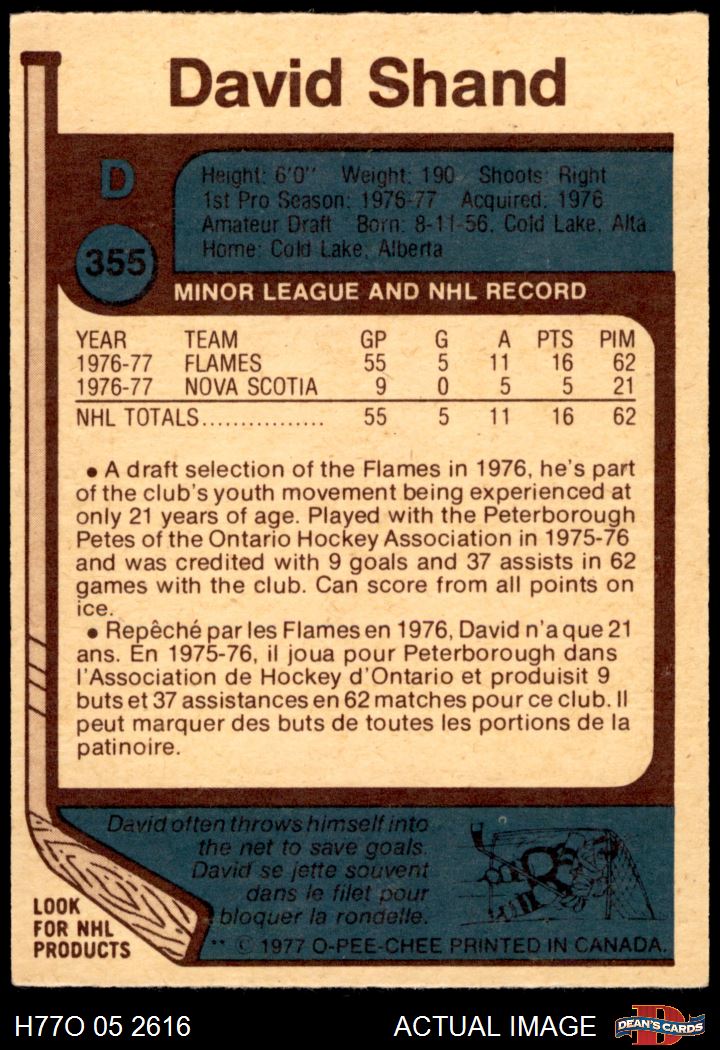 David Shand
D
355
Height: 6'0'' Weight: 190 Shoots: Right
1st Pro Season: 1976-77 Acquired: 1976
Amateur Draft Born: 8-11-56, Cold Lake, Alta.
Home: Cold Lake, Alberta
MINOR LEAGUE AND NHL RECORD
YEAR TEAM GP G A PTS PIM
1976-77 FLAMES 55 5 11 16 62
1976-77 NOVA SCOTIA 9 0 5 5 21
NHL TOTALS................ 55 5 11 16 62
• A draft selection of the Flames in 1976, he's part
of the club's youth movement being experienced at
only 21 years of age. Played with the Peterborough
Petes of the Ontario Hockey Association in 1975-76
and was credited with 9 goals and 37 assists in 62
games with the club. Can score from all points on
ice.
• Repêché par les Flames en 1976, David n'a que 21
ans. En 1975-76, il joua pour Peterborough dans
l'Association de Hockey d'Ontario et produisit 9
buts et 37 assistances en 62 matches pour ce club. Il
peut marquer des buts de toutes les portions de la
patinoire.
David often throws himself into
the net to save goals.
David se jette souvent
dans le filet pour
bloquer la rondelle.
LOOK
FOR NHL
PRODUCTS
** © 1977 O-PEE-CHEE PRINTED IN CANADA.
H77O 05 2616 ACTUAL IMAGE
D
DEAN'S CARDS